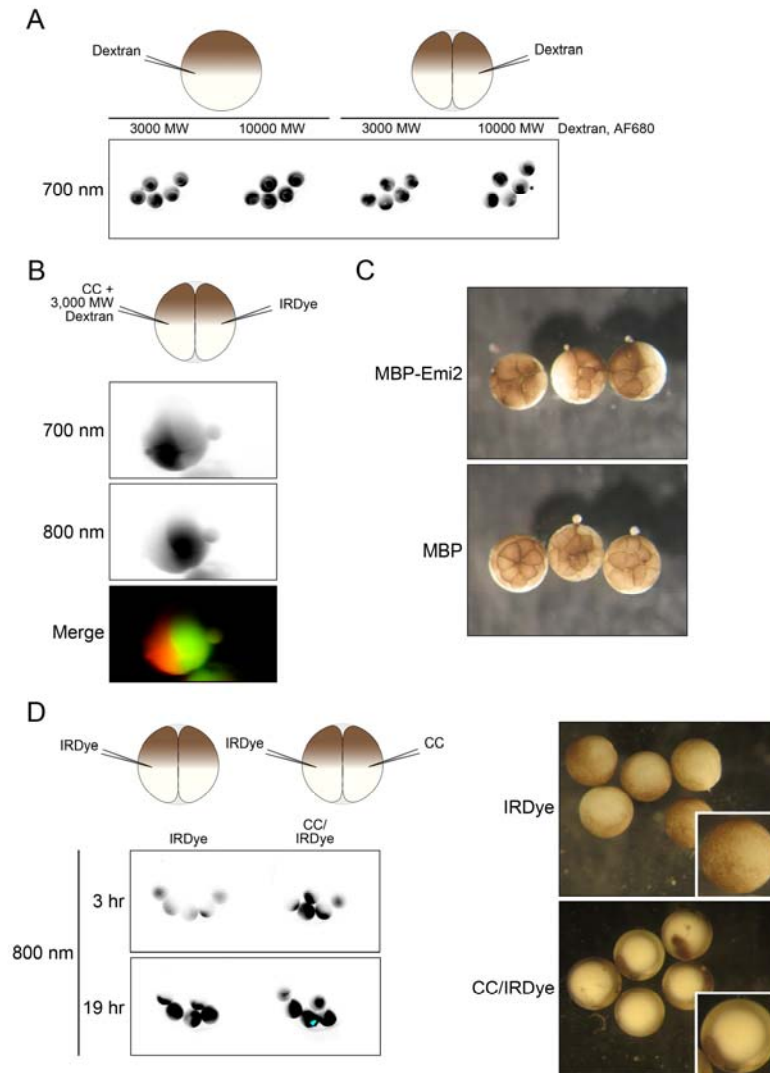 A
Dextran
Dextran
3000 MW 10000 MW 3000 MW 10000 MW Dextran, AF680
700 nm
B
CC +
3,000 MW
Dextran
IRDye
700 nm
800 nm
Merge
C
MBP-Emi2
MBP
D
IRDye
IRDye
CC
IRDye
CC/
IRDye
800 nm
3 hr
19 hr
IRDye
CC/IRDye